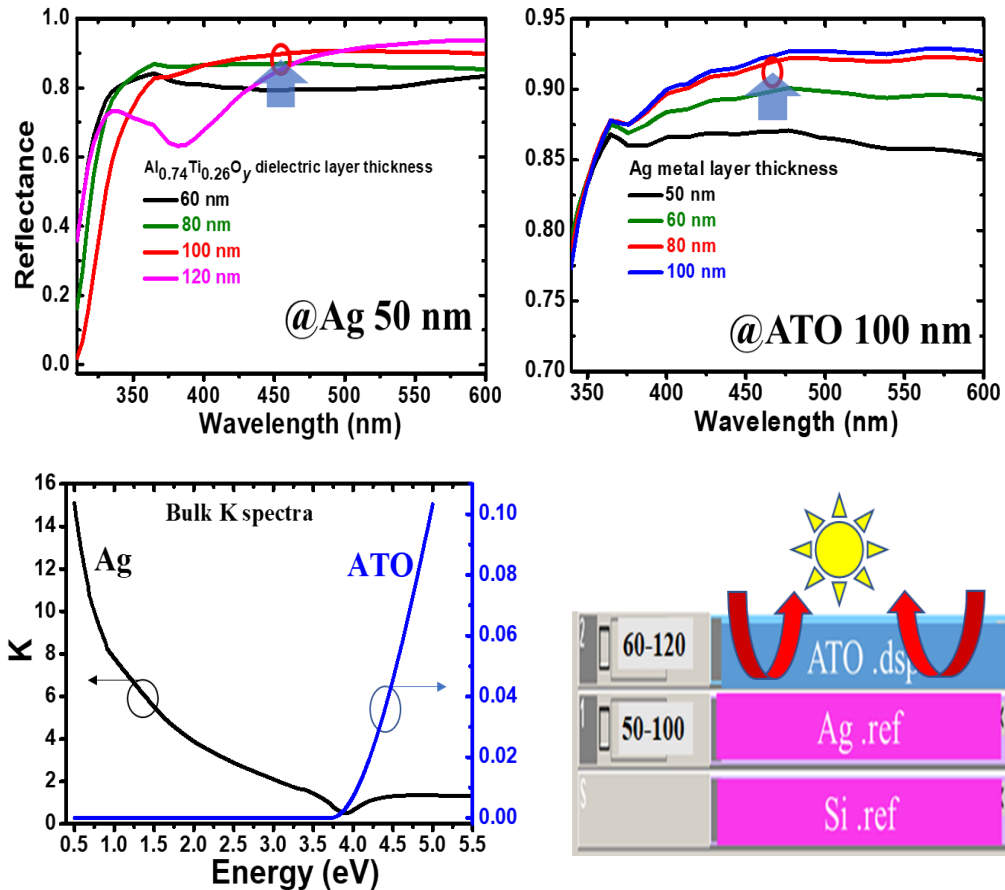 1.0
0.8
0.6
0.4
0.2
0.0
Reflectance
Al0.74Ti0.26Oy dielectric layer thickness
60 nm
80 nm
100 nm
120 nm
@Ag 50 nm
350 400 450 500 550 600
Wavelength (nm)
0.95
0.90
0.85
0.80
0.75
0.70
Ag metal layer thickness
50 nm
60 nm
80 nm
100 nm
@ATO 100 nm
350 400 450 500 550 600
Wavelength (nm)
16
14
12
10
8
6
4
2
0
K
Bulk K spectra
Ag
ATO
0.10
0.08
0.06
0.04
0.02
0.00
0.5 1.0 1.5 2.0 2.5 3.0 3.5 4.0 4.5 5.0 5.5
Energy (eV)
2 60-120 ATO .dsp
1 50-100 Ag .ref
S Si .ref